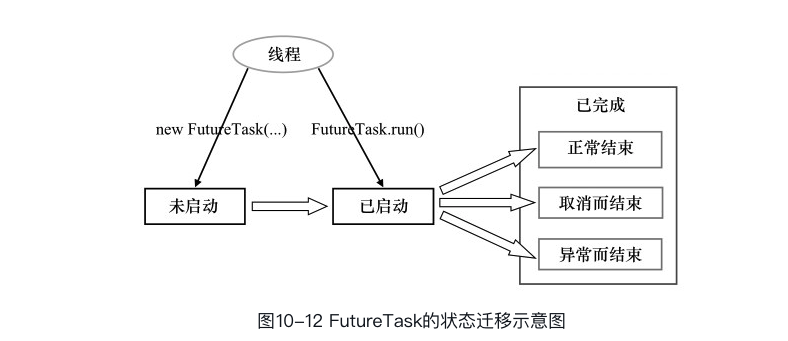 线程
new FutureTask(...)
FutureTask.run()
已完成
正常结束
未启动
已启动
取消而结束
异常而结束
图10-12 FutureTask的状态迁移示意图